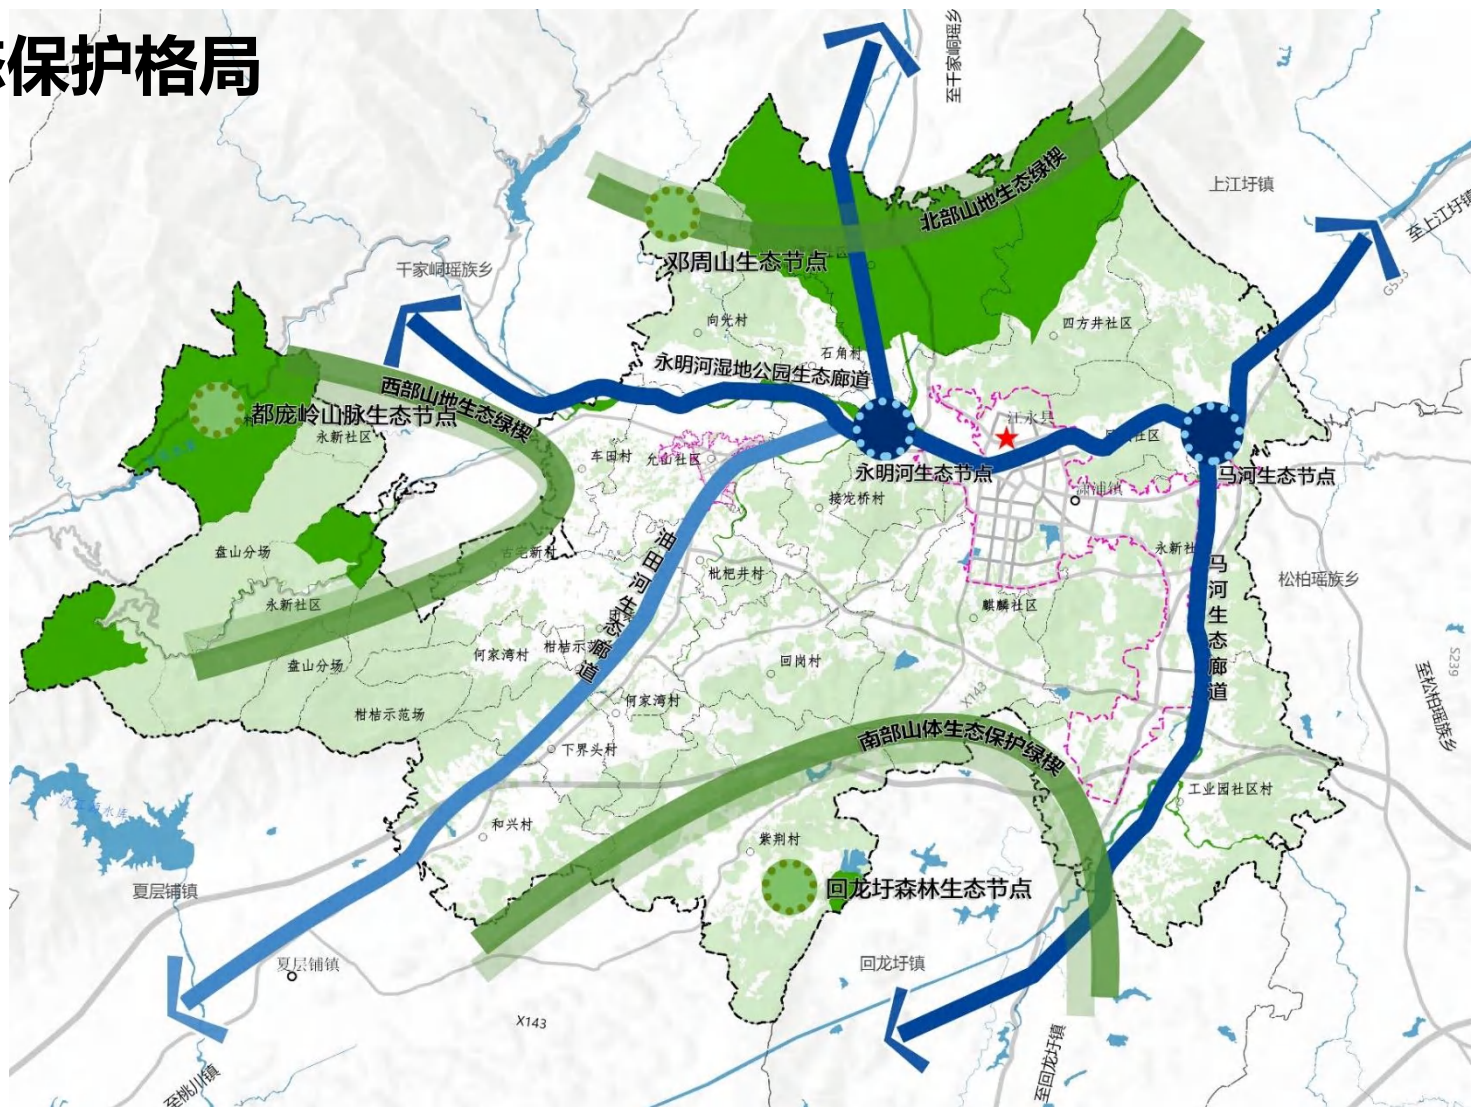 保护格局
至千家峒瑶乡
上江圩镇
至上江圩镇
北部山地生态绿楔
邓周山生态节点
千家峒瑶族乡
向光村
四方井社区
石角村
永明河湿地公园生态廊道
西部山地生态绿楔
都庞岭山脉生态节点
永新社区
江永县
车田村
允山社区
永明河生态节点
马河生态节点
潇浦镇
接龙桥村
盘山分场
古宅新村
油田河生态廊道
枇杷井村
永新社
马河生态廊道
松柏瑶族乡
永新社区
麒麟社区
柑桔示范
何家湾村
回岗村
盘山分场
S239
至松柏瑶族乡
X143
何家湾村
柑桔示范场
下界头村
南部山体生态保护绿楔
工业园社区村
和兴村
紫荆村
夏层铺镇
回龙圩森林生态节点
夏层铺镇
回龙圩镇
X143
至桃川镇
至回龙圩镇